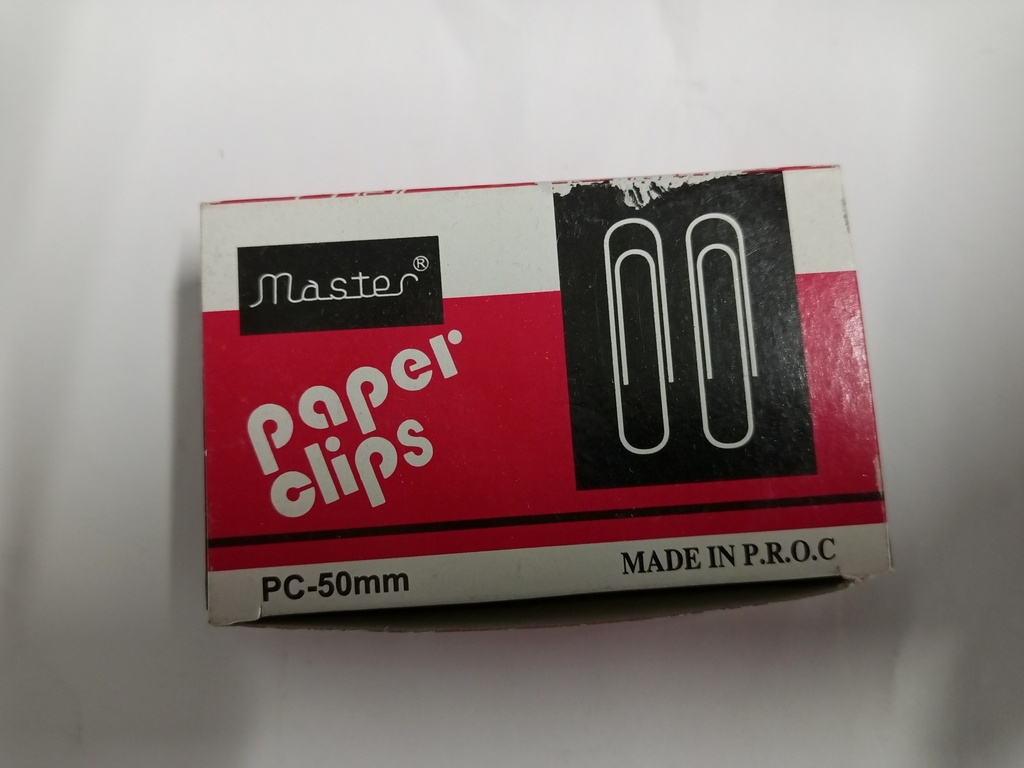 Master®
paper
clips
PC-50mm
MADE IN P.R.O.C